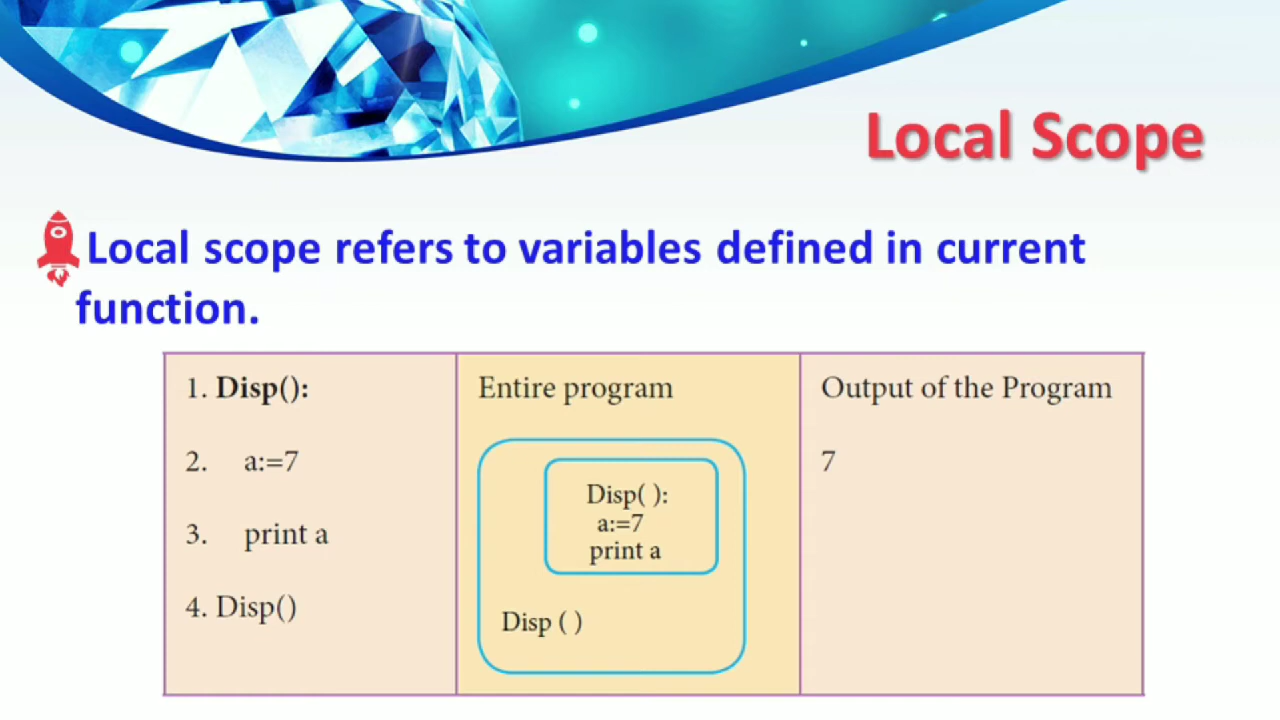 Local Scope
Local scope refers to variables defined in current
function.
1. Disp():
2. a:=7
3. print a
4. Disp()
Entire program
Disp( ):
a:=7
print a
Disp ( )
Output of the Program
7